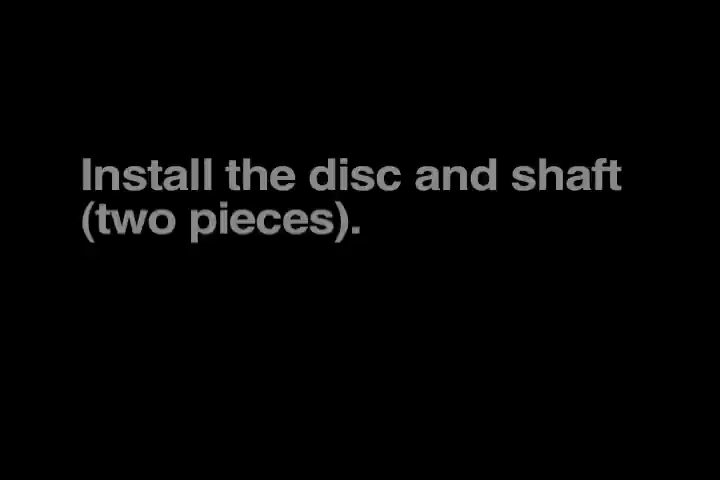 Install the disc and shaft
(two pieces).